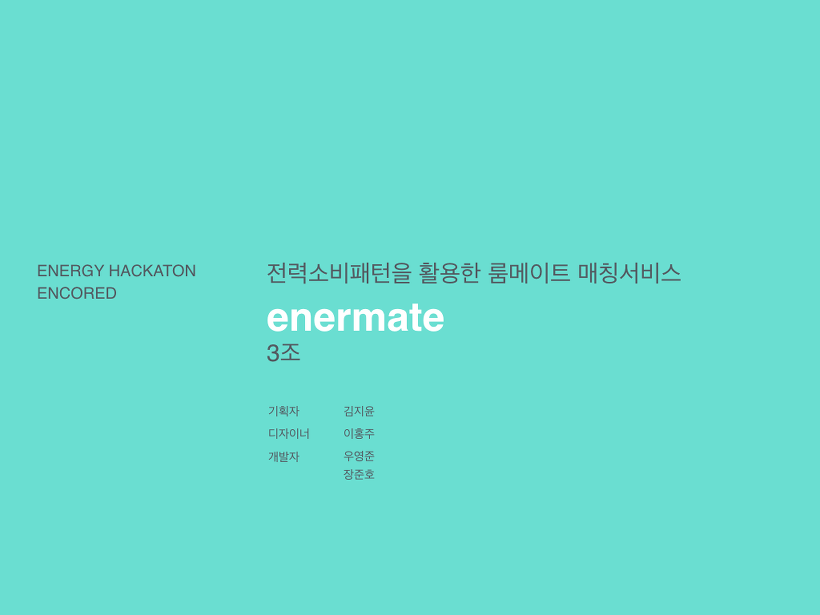 ENERGY HACKATON
ENCORED
전력소비패턴을 활용한 룸메이트 매칭서비스
enermate
3조
기획자 김지윤
디자이너 이홍주
개발자 우영준
장준호